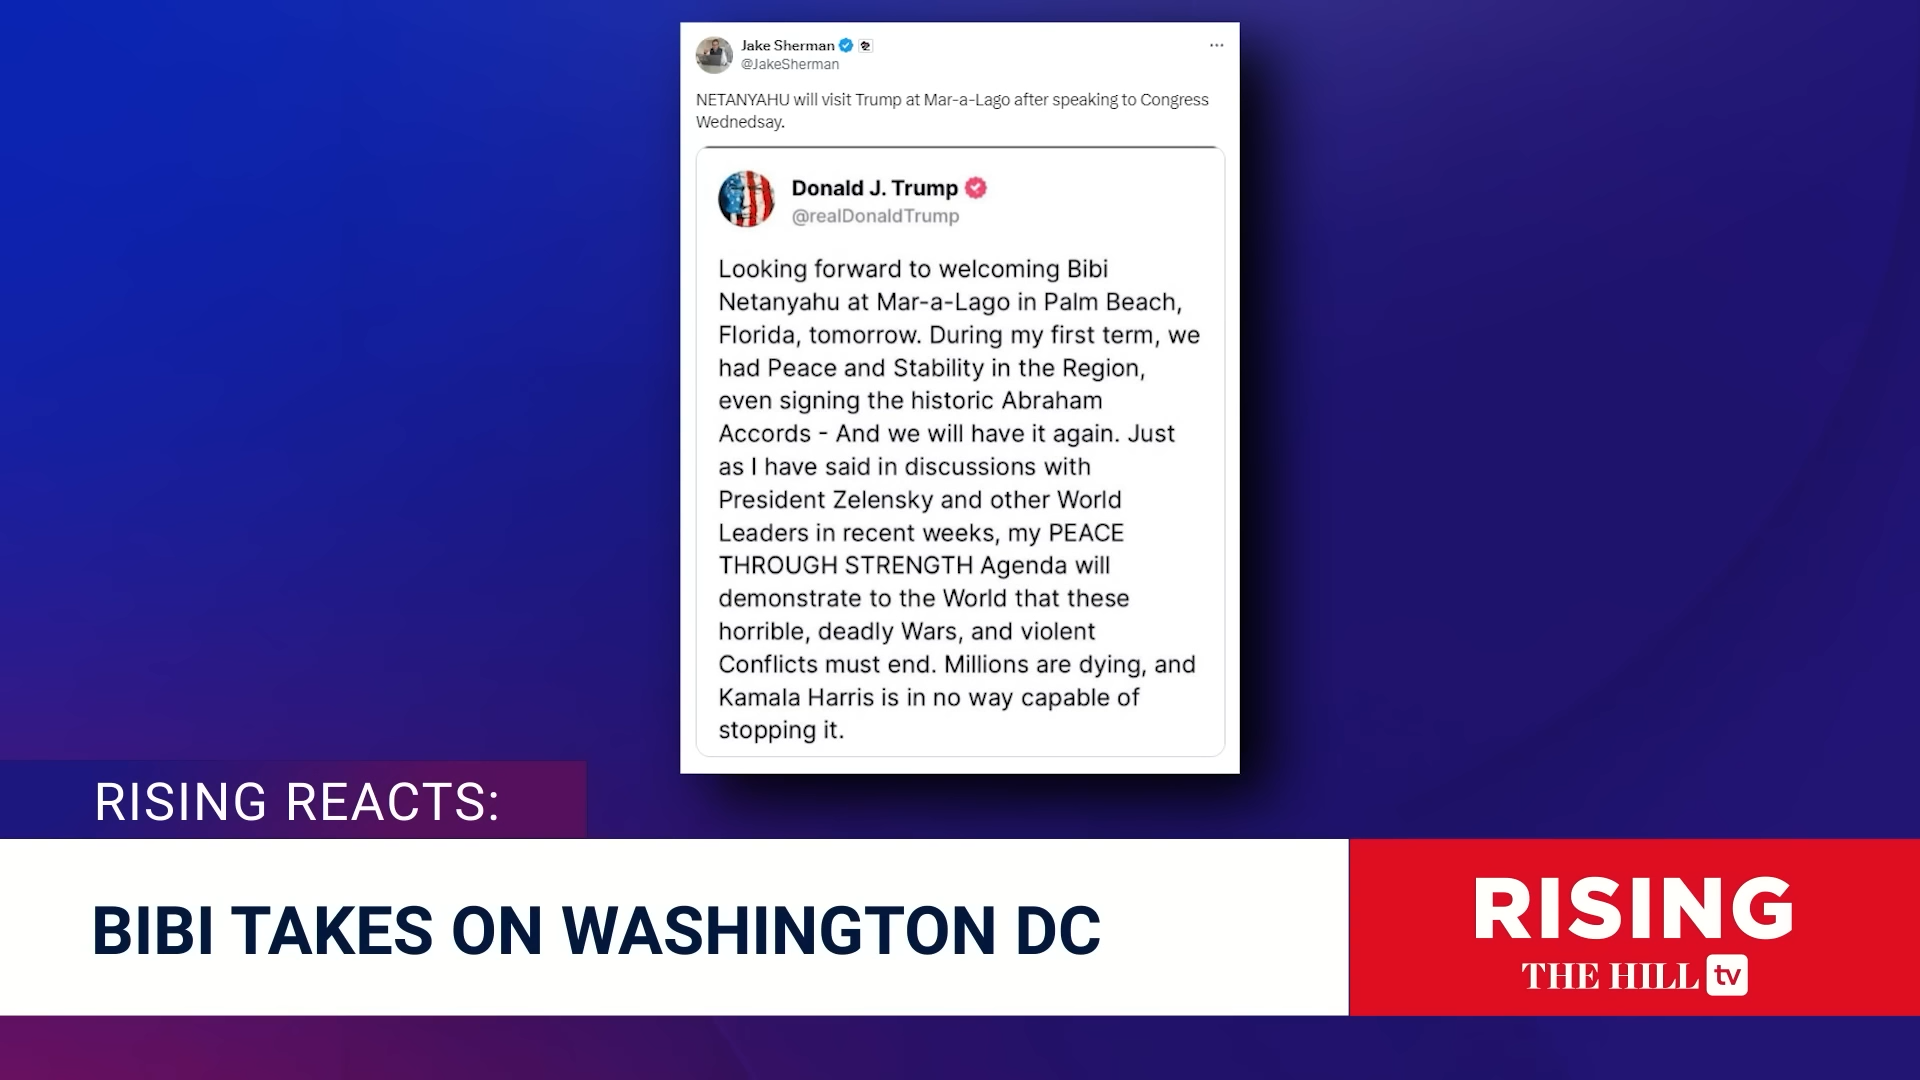 Jake Sherman
@JakeSherman
NETANYAHU will visit Trump at Mar-a-Lago after speaking to Congress
Wednedsay.
Donald J. Trump
@realDonaldTrump
Looking forward to welcoming Bibi
Netanyahu at Mar-a-Lago in Palm Beach,
Florida, tomorrow. During my first term, we
had Peace and Stability in the Region,
even signing the historic Abraham
Accords - And we will have it again. Just
as I have said in discussions with
President Zelensky and other World
Leaders in recent weeks, my PEACE
THROUGH STRENGTH Agenda will
demonstrate to the World that these
horrible, deadly Wars, and violent
Conflicts must end. Millions are dying, and
Kamala Harris is in no way capable of
stopping it.
RISING REACTS:
BIBI TAKES ON WASHINGTON DC
RISING
THE HILL tv